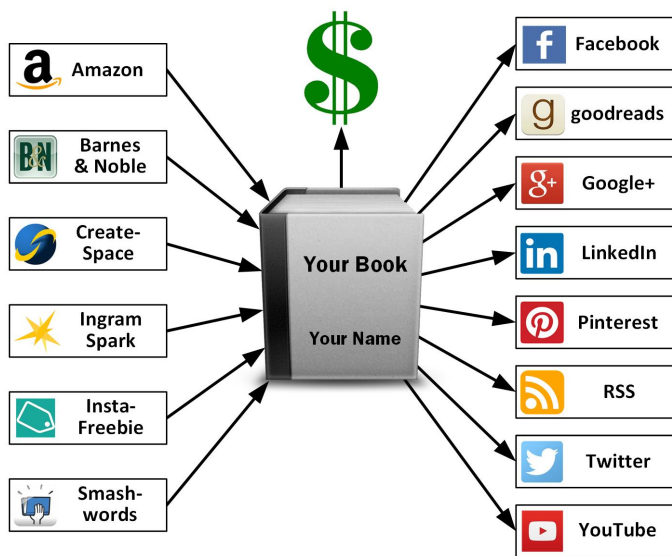 a
Amazon
B&N
Barnes
& Noble
Create-
Space
Ingram
Spark
Insta-
Freebie
Smash-
words
$
Your Book
Your Name
f
Facebook
g
goodreads
g+
Google+
in
LinkedIn
Pinterest
RSS
Twitter
YouTube